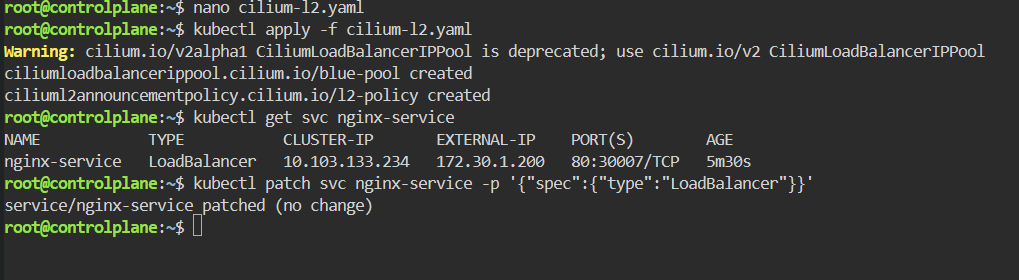 root@controlplane:~$ nano cilium-l2.yaml
root@controlplane:~$ kubectl apply -f cilium-l2.yaml
Warning: cilium.io/v2alpha1 CiliumLoadBalancerIPPool is deprecated; use cilium.io/v2 CiliumLoadBalancerIPPool
ciliumloadbalancerippool.cilium.io/blue-pool created
ciliuml2announcementpolicy.cilium.io/l2-policy created
root@controlplane:~$ kubectl get svc nginx-service
NAME            TYPE           CLUSTER-IP       EXTERNAL-IP    PORT(S)        AGE
nginx-service   LoadBalancer   10.103.133.234   172.30.1.200   80:30007/TCP   5m30s
root@controlplane:~$ kubectl patch svc nginx-service -p '{"spec":{"type":"LoadBalancer"}}'
service/nginx-service patched (no change)
root@controlplane:~$